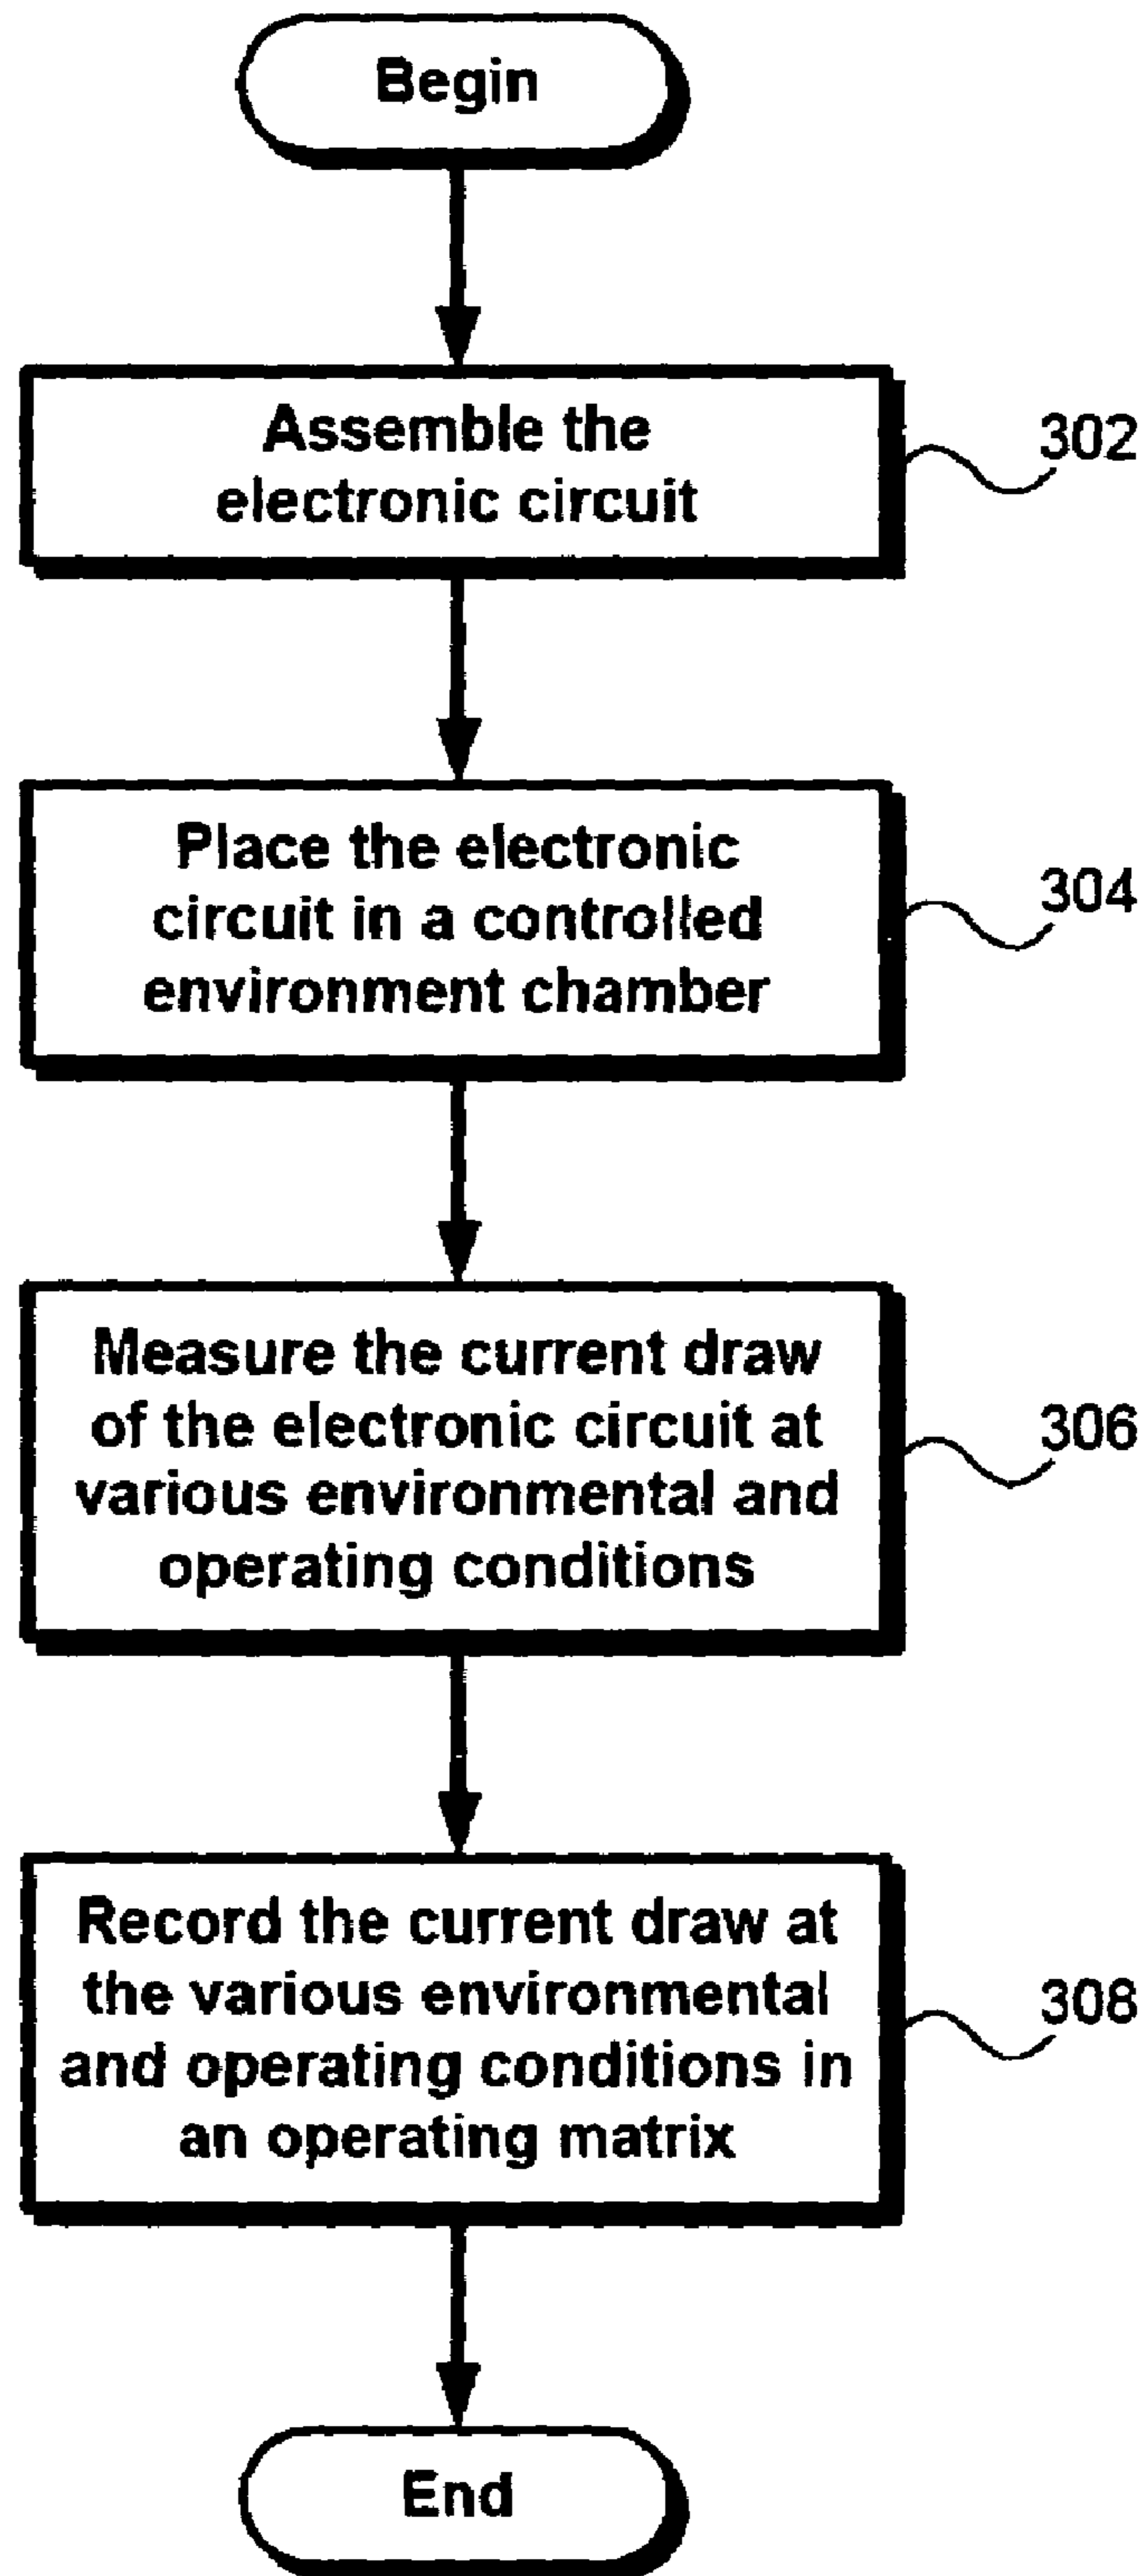 Begin
Assemble the
electronic circuit
302
Place the electronic
circuit in a controlled
environment chamber
304
Measure the current draw
of the electronic circuit at
various environmental and
operating conditions
306
Record the current draw at
the various environmental
and operating conditions in
an operating matrix
308
End